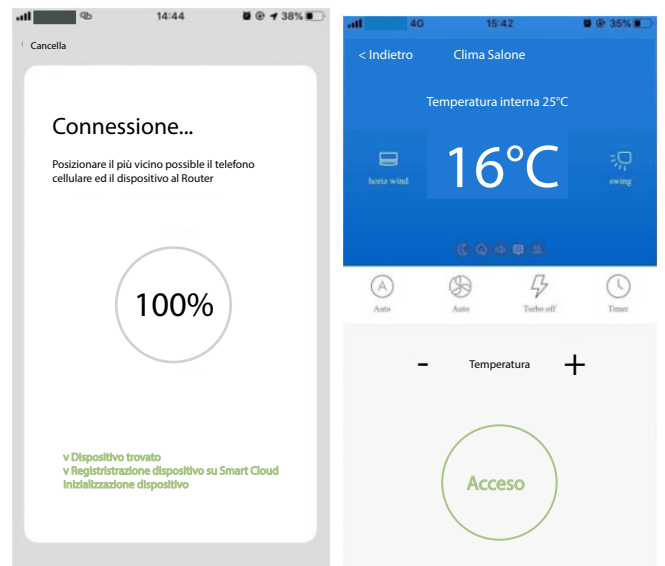 14:44
38%
Cancella
Connessione...
Posizionare il più vicino possible il telefono
cellulare ed il dispositivo al Router
100%
v Dispositivo trovato
v Registristrazione dispositivo su Smart Cloud
Inizializzazione dispositivo
4G 15:42 35%
< Indietro Clima Salone
Temperatura interna 25°C
16°C
horiz wind
swing
A
Auto Auto Turbo off Timer
- Temperatura +
Acceso